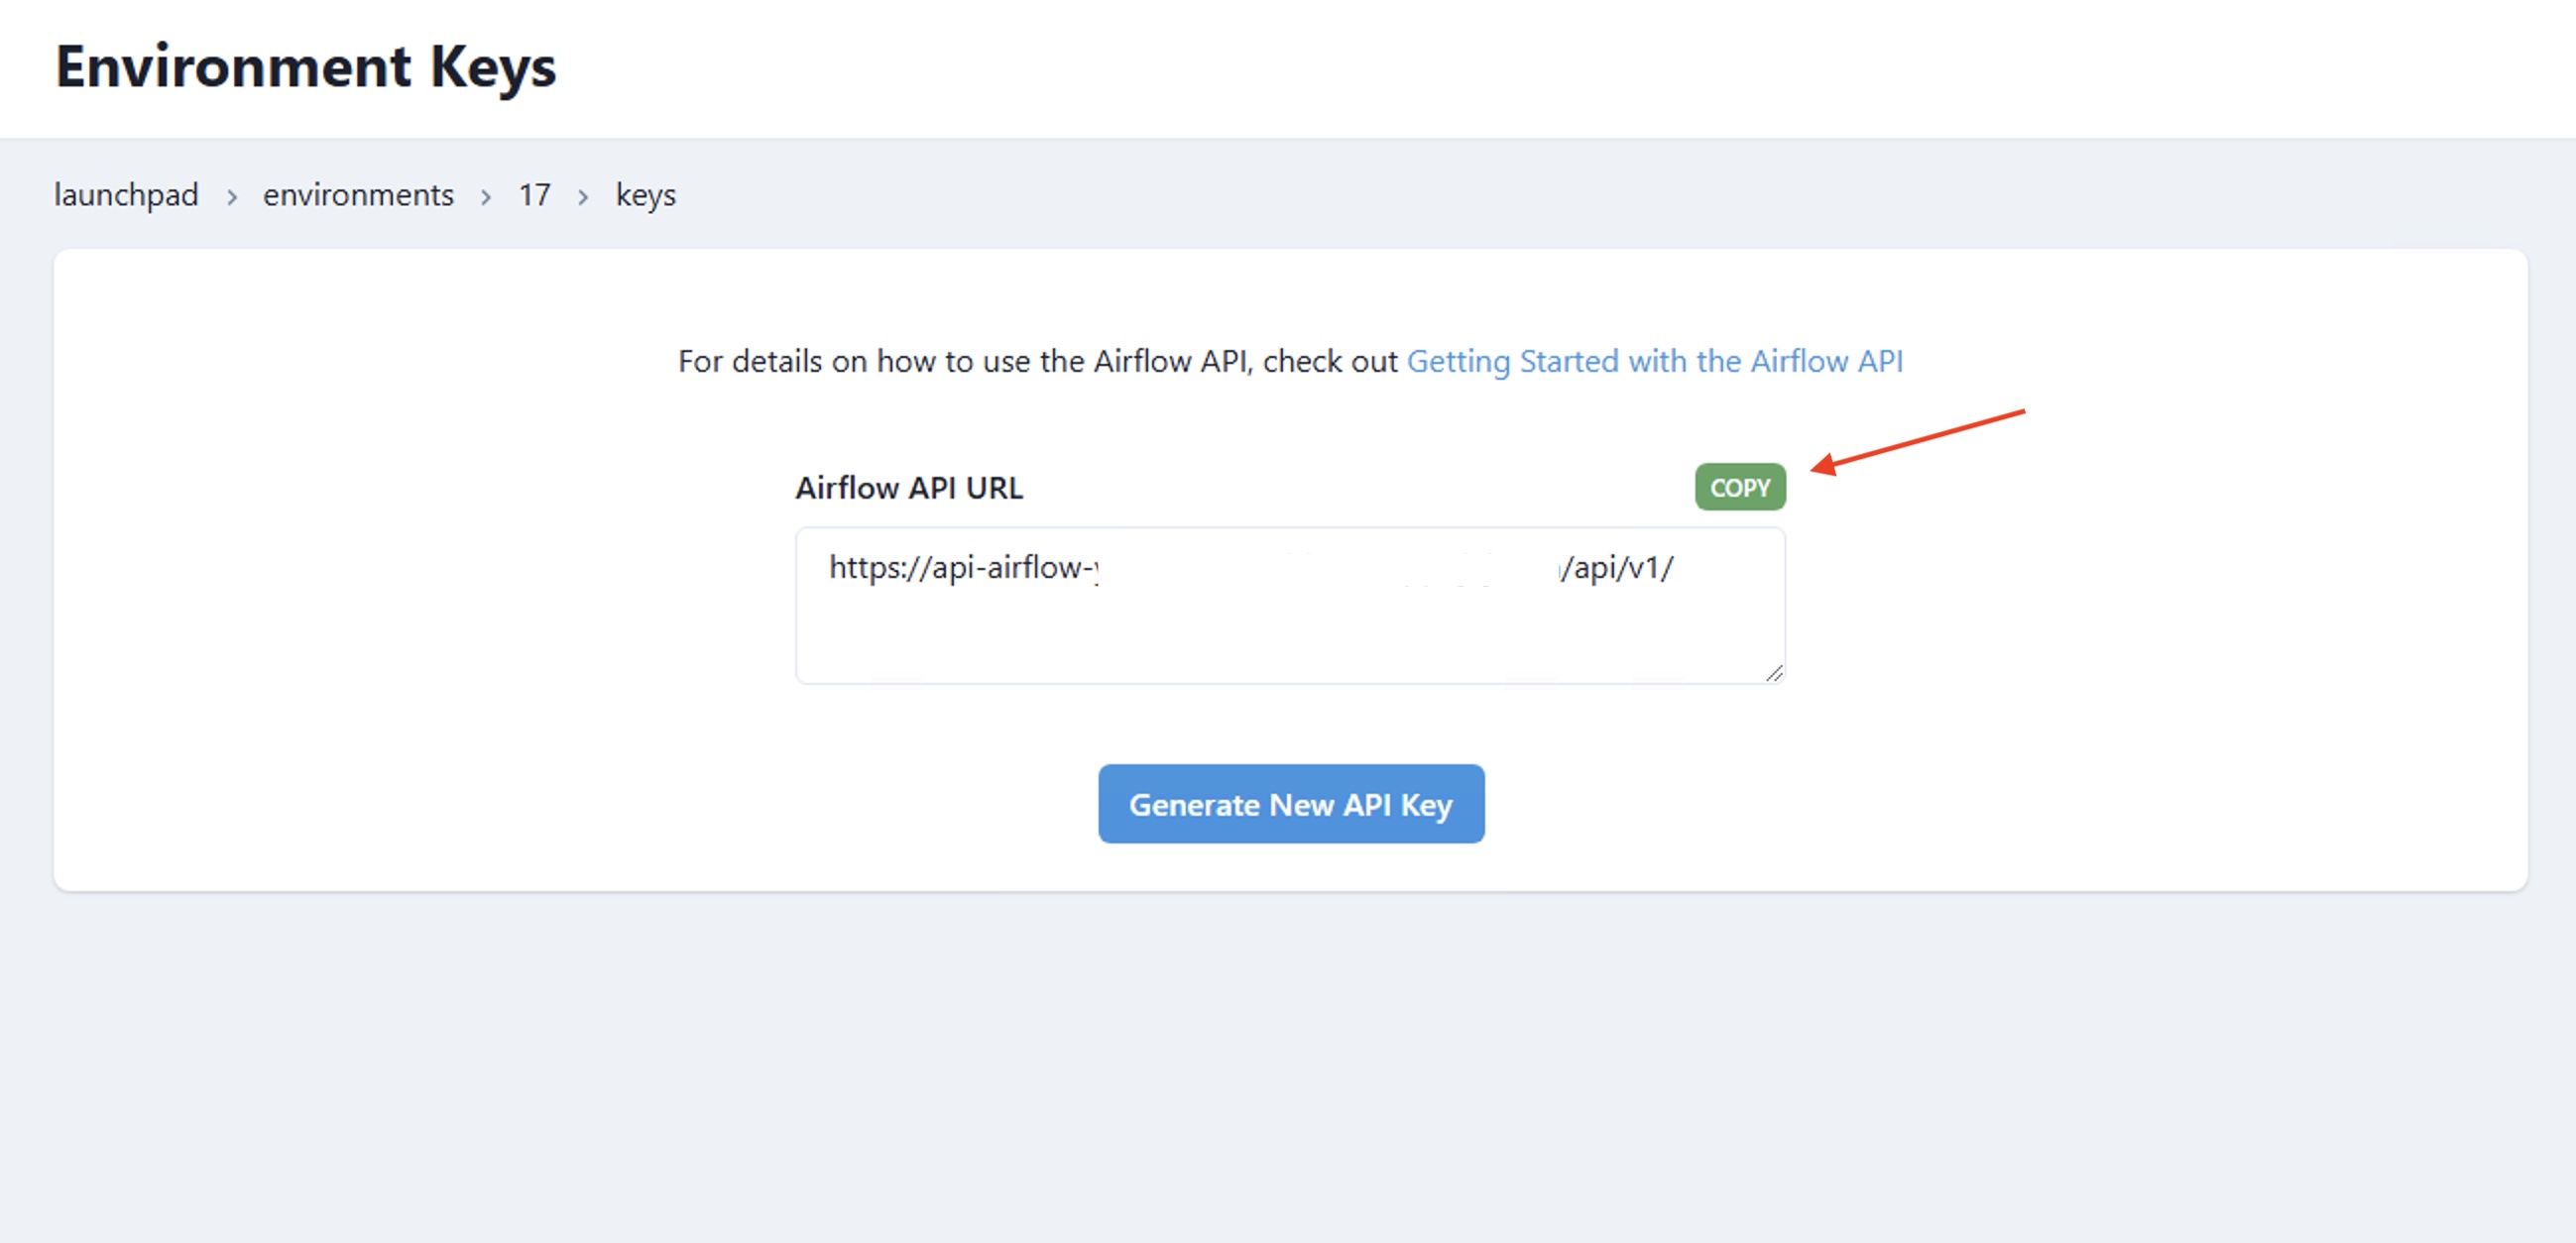 Environment Keys
launchpad > environments > 17 > keys
For details on how to use the Airflow API, check out Getting Started with the Airflow API
Airflow API URL
COPY
https://api-airflow- /api/v1/
Generate New API Key